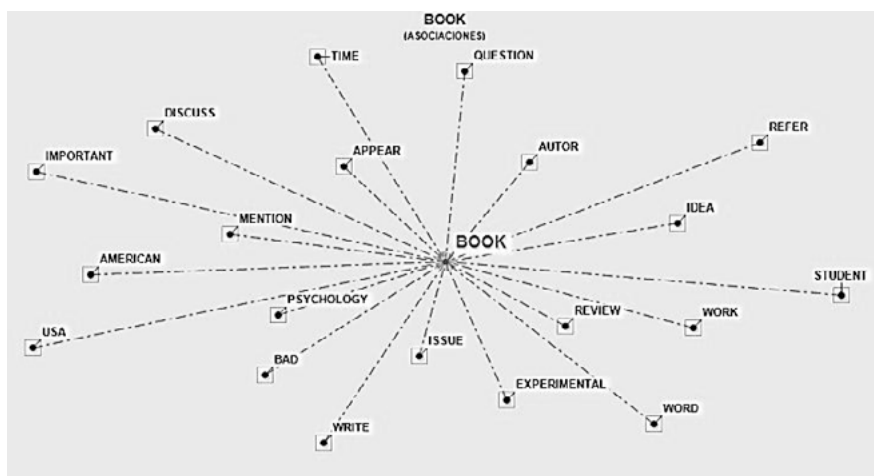 BOOK
(ASOCIACIONES)
TIME
QUESTION
DISCUSS
REFER
IMPORTANT
APPEAR
AUTOR
MENTION
IDEA
BOOK
AMERICAN
STUDENT
PSYCHOLOGY
REVIEW
WORK
USA
ISSUE
BAD
EXPERIMENTAL
WORD
WRITE